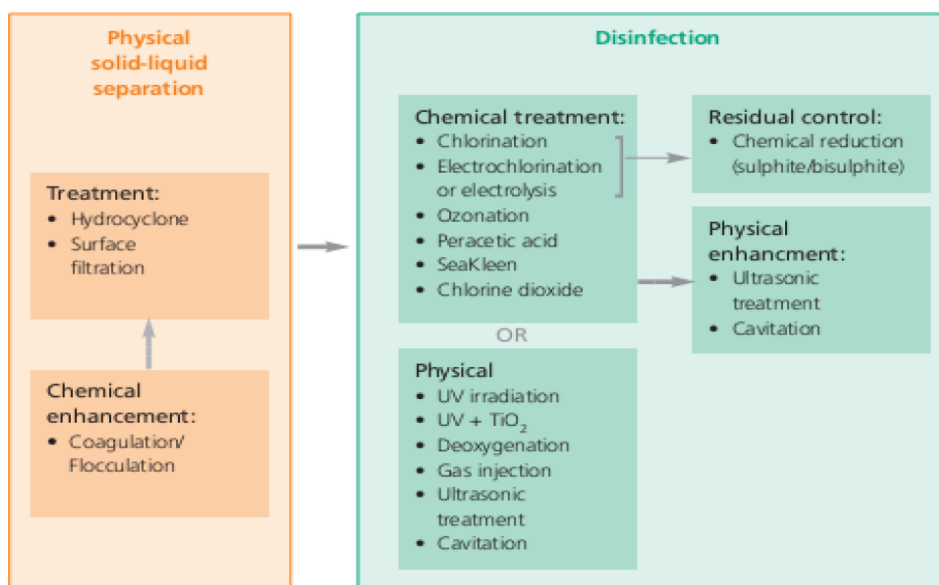 Physical
solid-liquid
separation
Treatment:
• Hydrocyclone
• Surface
filtration
Chemical
enhancement:
• Coagulation/
Flocculation
Disinfection
Chemical treatment:
• Chlorination
• Electrochlorination
or electrolysis
• Ozonation
• Peracetic acid
• SeaKleen
• Chlorine dioxide
OR
Physical
• UV irradiation
• UV + TiO₂
• Deoxygenation
• Gas injection
• Ultrasonic
treatment
• Cavitation
Residual control:
• Chemical reduction
(sulphite/bisulphite)
Physical
enhancment:
• Ultrasonic
treatment
• Cavitation